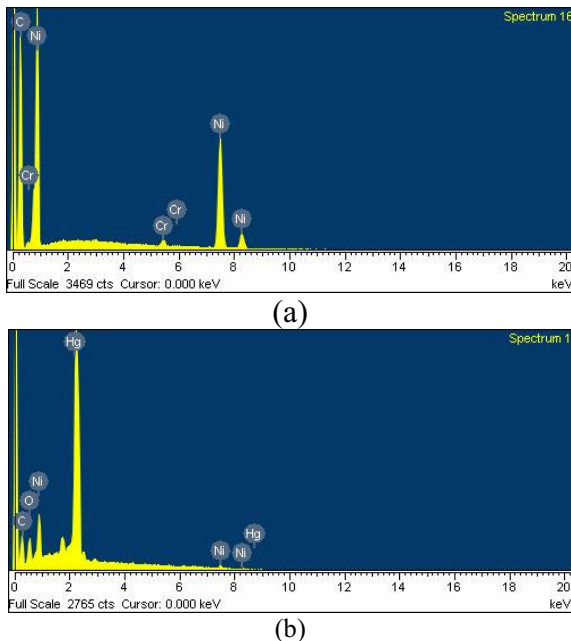 Spectrum 16
C
Ni
Cr
Cr
Cr
Ni
Ni
0 2 4 6 8 10 12 14 16 18 20
Full Scale 3469 cts Cursor: 0.000 keV keV
(a)
Spectrum 1
Hg
Ni
O
C
Ni
Ni
Hg
0 2 4 6 8 10 12 14 16 18 20
Full Scale 2765 cts Cursor: 0.000 keV keV
(b)